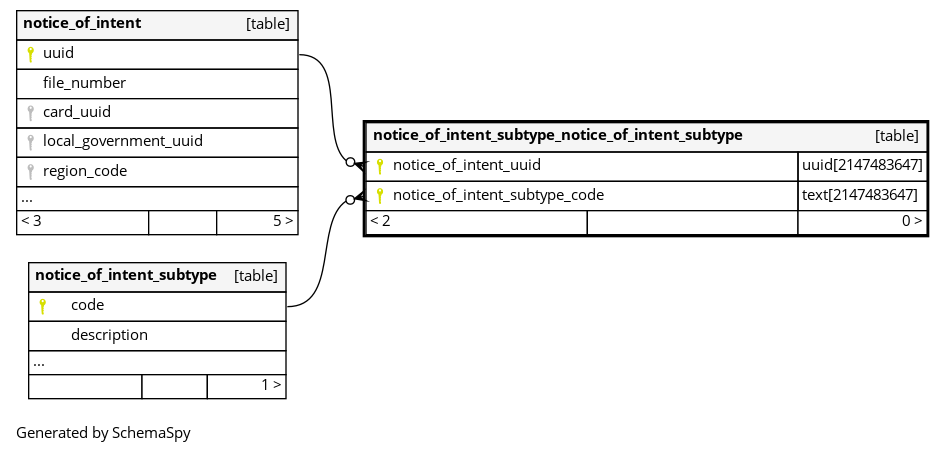 notice_of_intent [table]
uuid
file_number
card_uuid
local_government_uuid
region_code
...
< 3 5 >
notice_of_intent_subtype_notice_of_intent_subtype [table]
notice_of_intent_uuid uuid[2147483647]
notice_of_intent_subtype_code text[2147483647]
< 2 0 >
notice_of_intent_subtype [table]
code
description
...
1 >
Generated by SchemaSpy